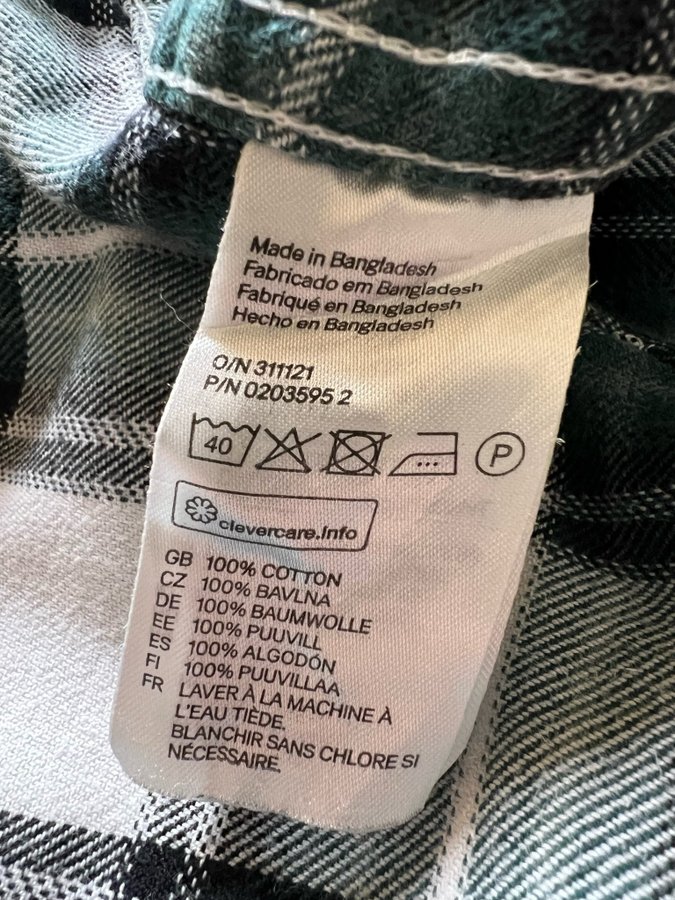 Made in Bangladesh
Fabricado em Bangladesh
Fabriqué en Bangladesh
Hecho en Bangladesh
O/N 311121
P/N 0203595 2
40 P
clevercare.info
GB 100% COTTON
CZ 100% BAVLNA
DE 100% BAUMWOLLE
EE 100% PUUVILL
ES 100% ALGODÓN
FI 100% PUUVILLAA
FR LAVER À LA MACHINE À
L'EAU TIÈDE.
BLANCHIR SANS CHLORE SI
NÉCESSAIRE.